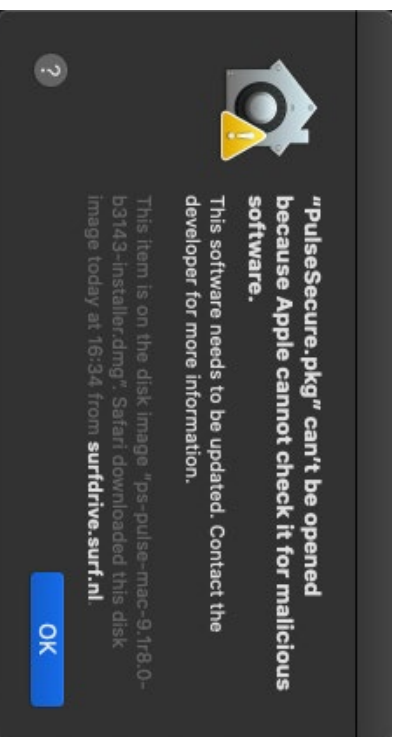 "PulseSecure.pkg" can't be opened
because Apple cannot check it for malicious
software.
This software needs to be updated. Contact the
developer for more information.
This item is on the disk image "ps-pulse-mac-9.1r8.0-
b3143-installer.dmg". Safari downloaded this disk
image today at 16:34 from surfdrive.surf.nl.
?
OK